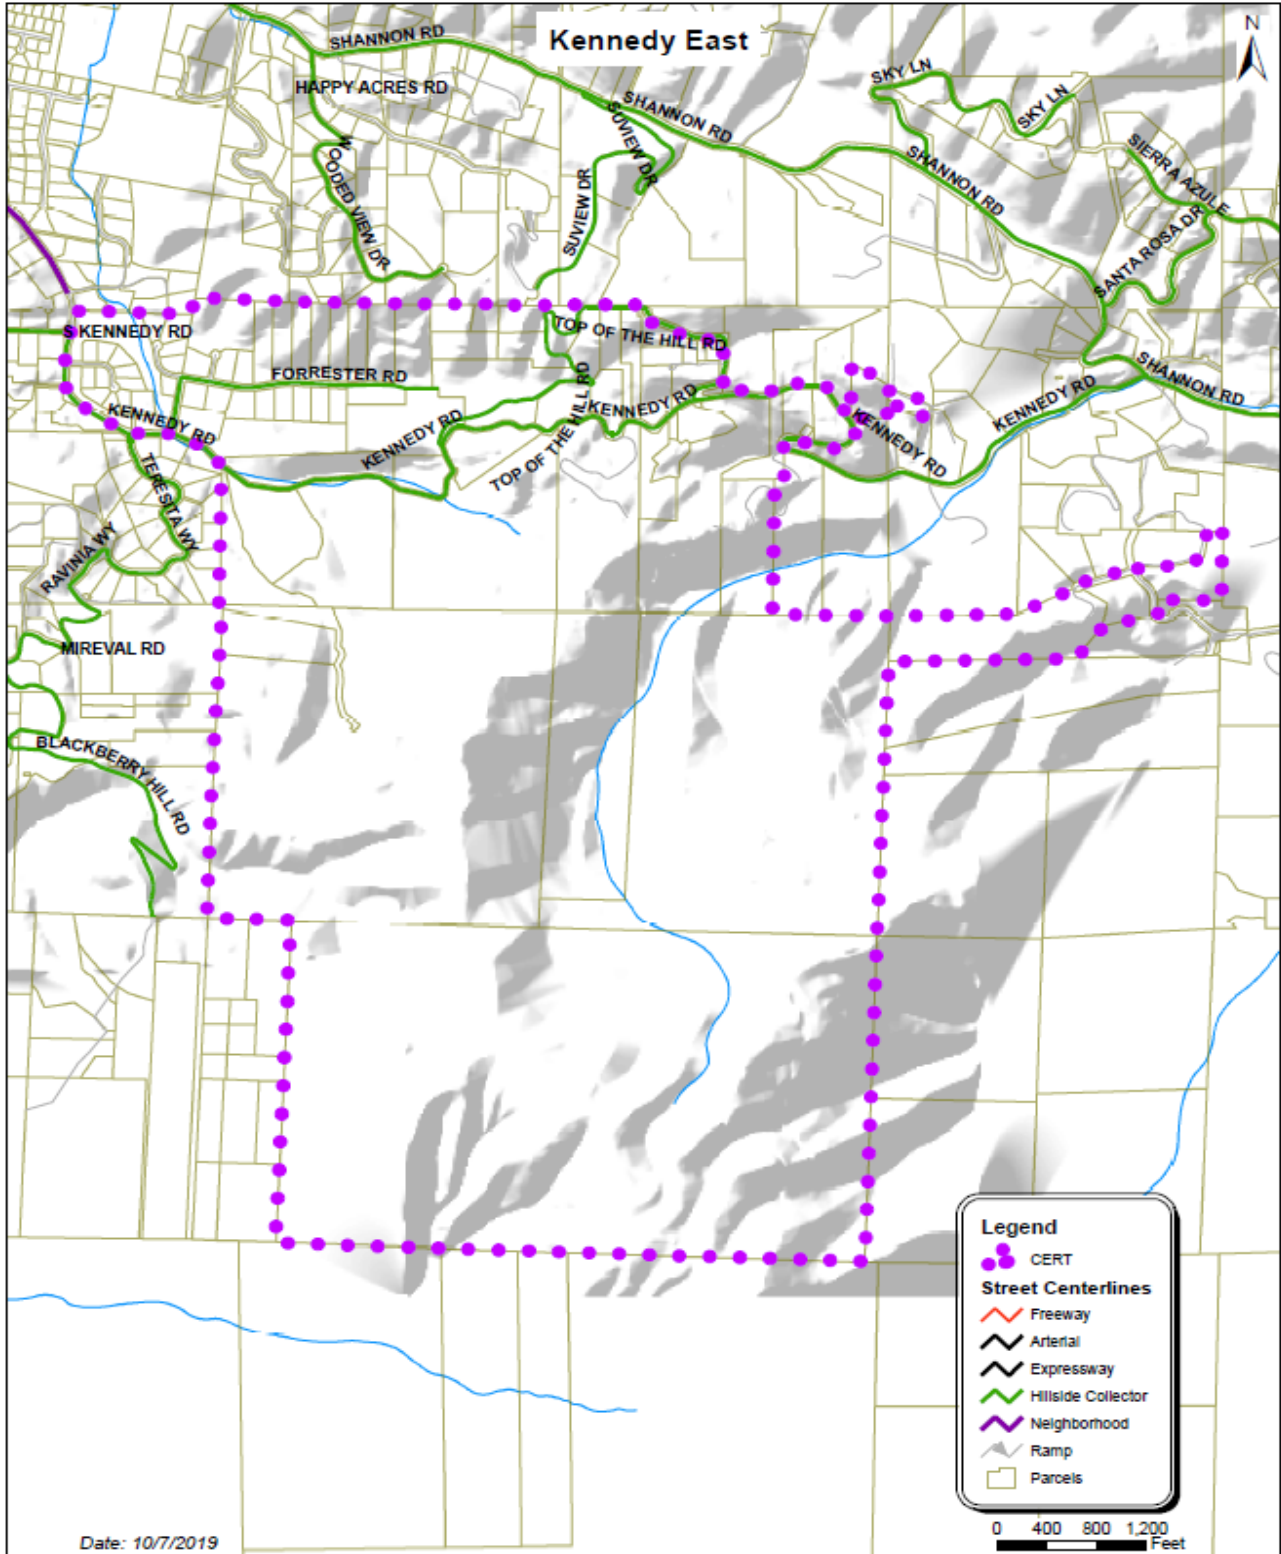 Kennedy East
N
SHANNON RD
HAPPY ACRES RD
SKY LN
SKY LN
SHANNON RD
SUVIEW DR
WOODED VIEW DR
SUVIEW DR
SHANNON RD
SIERRA AZULE
SANTA ROSA DR
S KENNEDY RD
TOP OF THE HILL RD
FORRESTER RD
SHANNON RD
KENNEDY RD
KENNEDY RD
KENNEDY RD
KENNEDY RD
KENNEDY RD
TOP OF THE HILL RD
TERESITA WY
RAVINIA WY
MIREVAL RD
BLACKBERRY HILL RD
Legend
CERT
Street Centerlines
Freeway
Arterial
Expressway
Hillside Collector
Neighborhood
Ramp
Parcels
0 400 800 1,200
Feet
Date: 10/7/2019